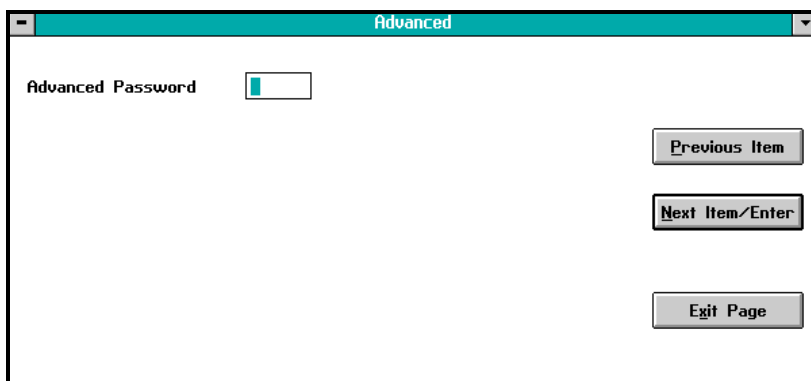 Advanced
Advanced Password
Previous Item
Next Item/Enter
Exit Page